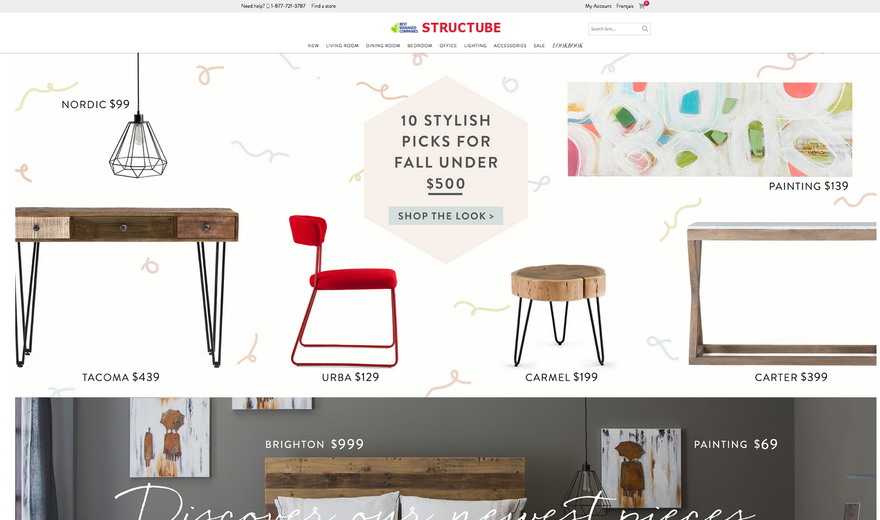 Need help? 1-877-721-3787 Find a store
My Account Français 0
BEST
MANAGED
COMPANIES
STRUCTUBE
Search here...
NEW LIVING ROOM DINING ROOM BEDROOM OFFICE LIGHTING ACCESSORIES SALE LOOKBOOK
NORDIC $99
10 STYLISH
PICKS FOR
FALL UNDER
$500
SHOP THE LOOK >
PAINTING $139
TACOMA $439
URBA $129
CARMEL $199
CARTER $399
BRIGHTON $999
PAINTING $69
Discover our newest pieces